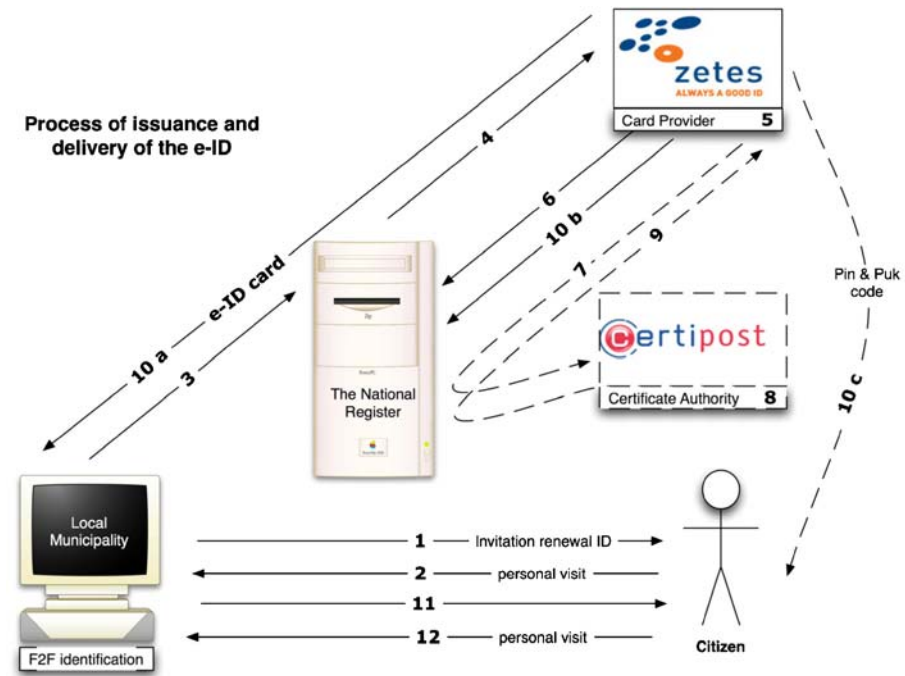 Process of issuance and
delivery of the e-ID
zetes
ALWAYS A GOOD ID
Card Provider 5
4
6
10 b
7
9
Pin & Puk
code
10 c
certipost
Certificate Authority 8
The National
Register
10 a e-ID card
3
Local
Municipality
F2F identification
1 Invitation renewal ID
2 personal visit
11
12 personal visit
Citizen